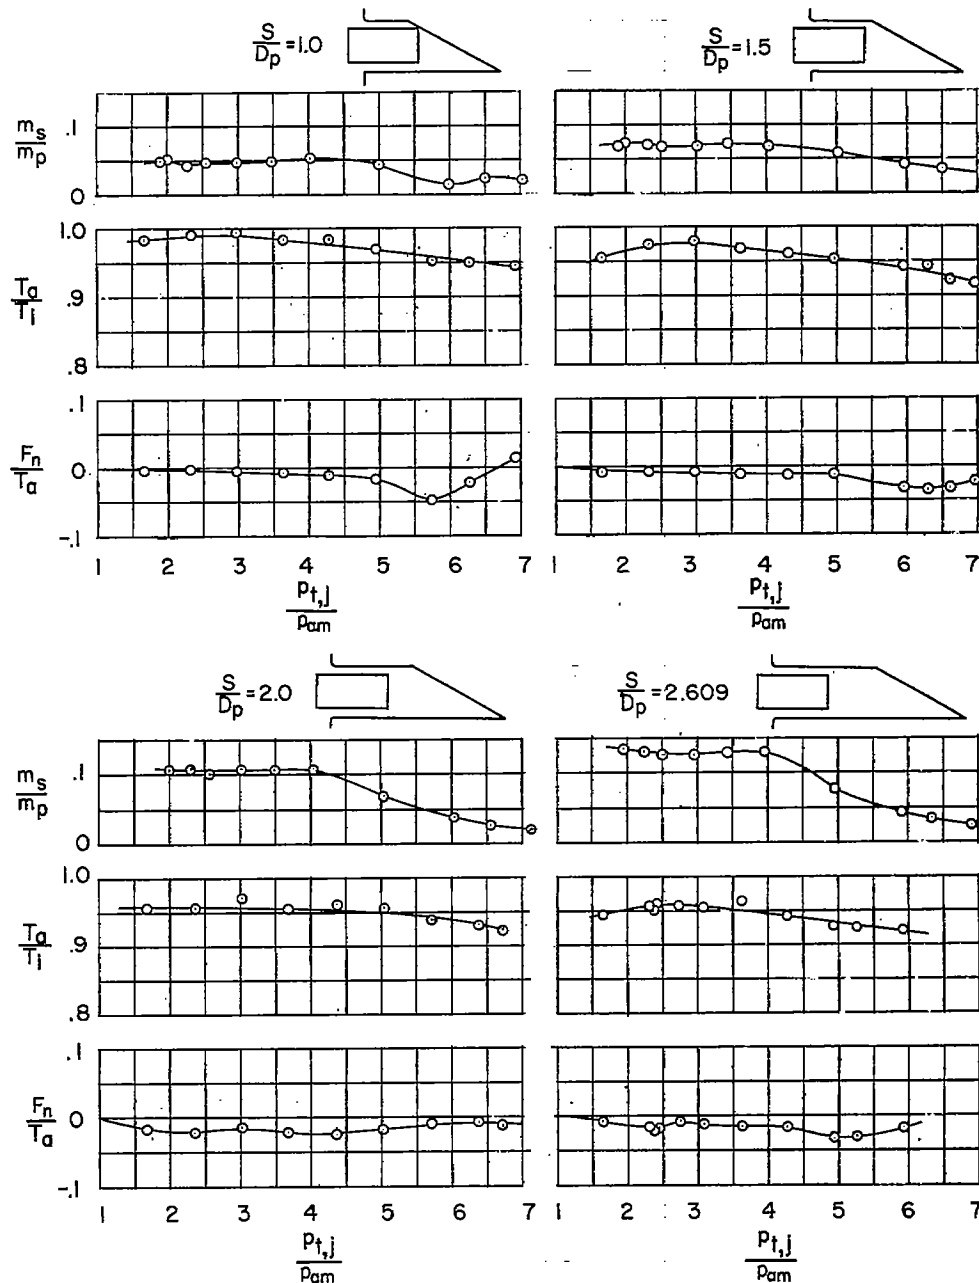 S/Dp = 1.0
ms/mp
.1
0
Ta/Ti
1.0
.9
.8
Fn/Ta
.1
0
-.1
1 2 3 4 5 6 7
pt,j/pam
S/Dp = 1.5
2 3 4 5 6 7
pt,j/pam
S/Dp = 2.0
ms/mp
.1
0
Ta/Ti
1.0
.9
.8
Fn/Ta
.1
0
-.1
1 2 3 4 5 6 7
pt,j/pam
S/Dp = 2.609
1 2 3 4 5 6 7
pt,j/pam